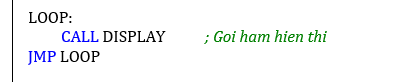 LOOP:
CALL DISPLAY ; Goi ham hien thi
JMP LOOP